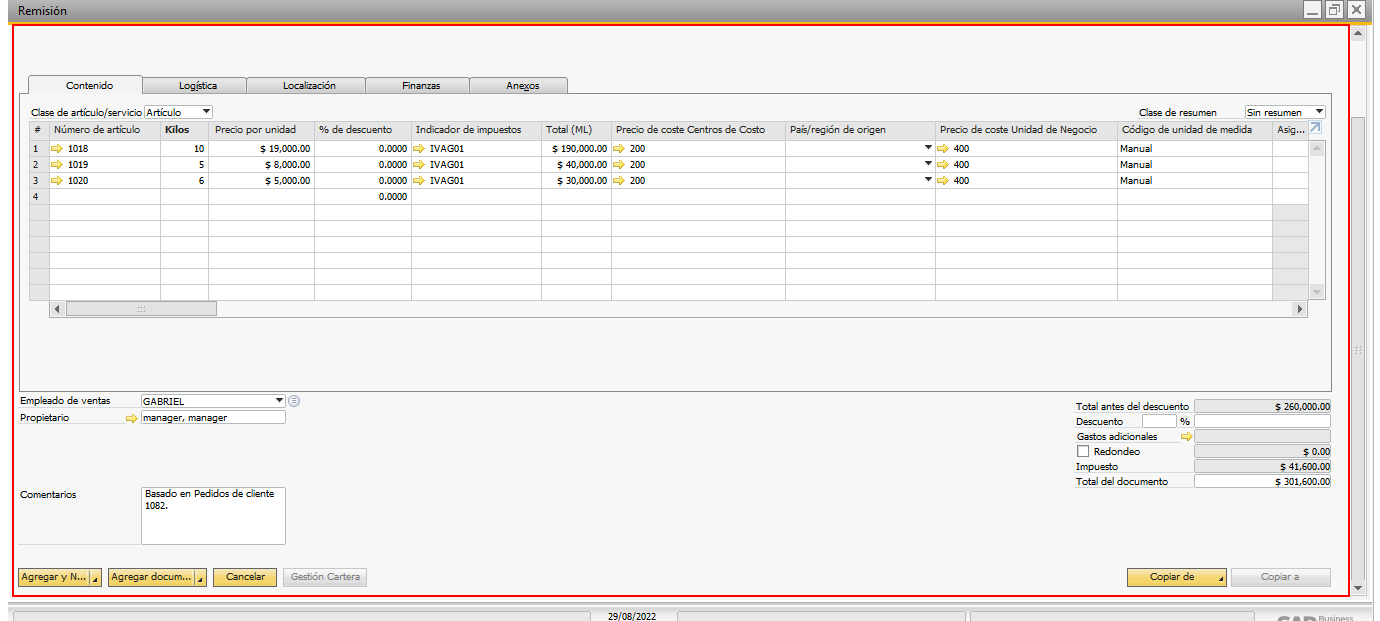 Remisión
Contenido Logística Localización Finanzas Anexos
Clase de artículo/servicio Artículo Clase de resumen Sin resumen
# Número de artículo Kilos Precio por unidad % de descuento Indicador de impuestos Total (ML) Precio de coste Centros de Costo País/región de origen Precio de coste Unidad de Negocio Código de unidad de medida Asig...
1 1018 10 $ 19,000.00 0.0000 IVAG01 $ 190,000.00 200 400 Manual
2 1019 5 $ 8,000.00 0.0000 IVAG01 $ 40,000.00 200 400 Manual
3 1020 6 $ 5,000.00 0.0000 IVAG01 $ 30,000.00 200 400 Manual
4 0.0000
Empleado de ventas GABRIEL
Propietario manager, manager
Total antes del descuento $ 260,000.00
Descuento %
Gastos adicionales
Redondeo $ 0.00
Impuesto $ 41,600.00
Total del documento $ 301,600.00
Comentarios Basado en Pedidos de cliente
1082.
Agregar y N... Agregar docum... Cancelar Gestión Cartera Copiar de Copiar a
29/08/2022
SAP Business